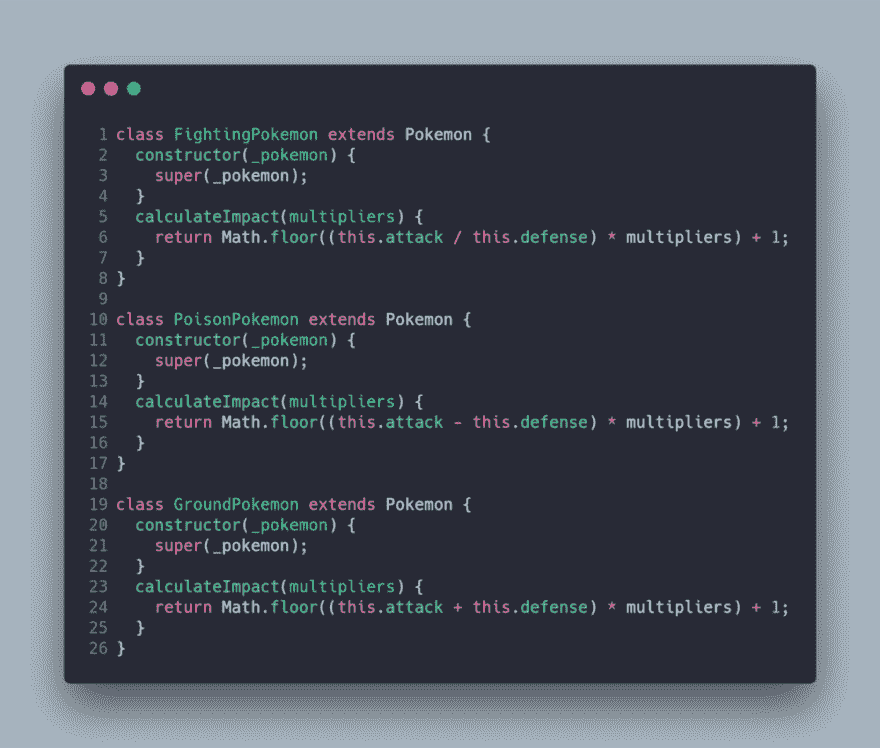 1 class FightingPokemon extends Pokemon {
2   constructor(_pokemon) {
3     super(_pokemon);
4   }
5   calculateImpact(multipliers) {
6     return Math.floor((this.attack / this.defense) * multipliers) + 1;
7   }
8 }
9
10 class PoisonPokemon extends Pokemon {
11   constructor(_pokemon) {
12     super(_pokemon);
13   }
14   calculateImpact(multipliers) {
15     return Math.floor((this.attack - this.defense) * multipliers) + 1;
16   }
17 }
18
19 class GroundPokemon extends Pokemon {
20   constructor(_pokemon) {
21     super(_pokemon);
22   }
23   calculateImpact(multipliers) {
24     return Math.floor((this.attack + this.defense) * multipliers) + 1;
25   }
26 }